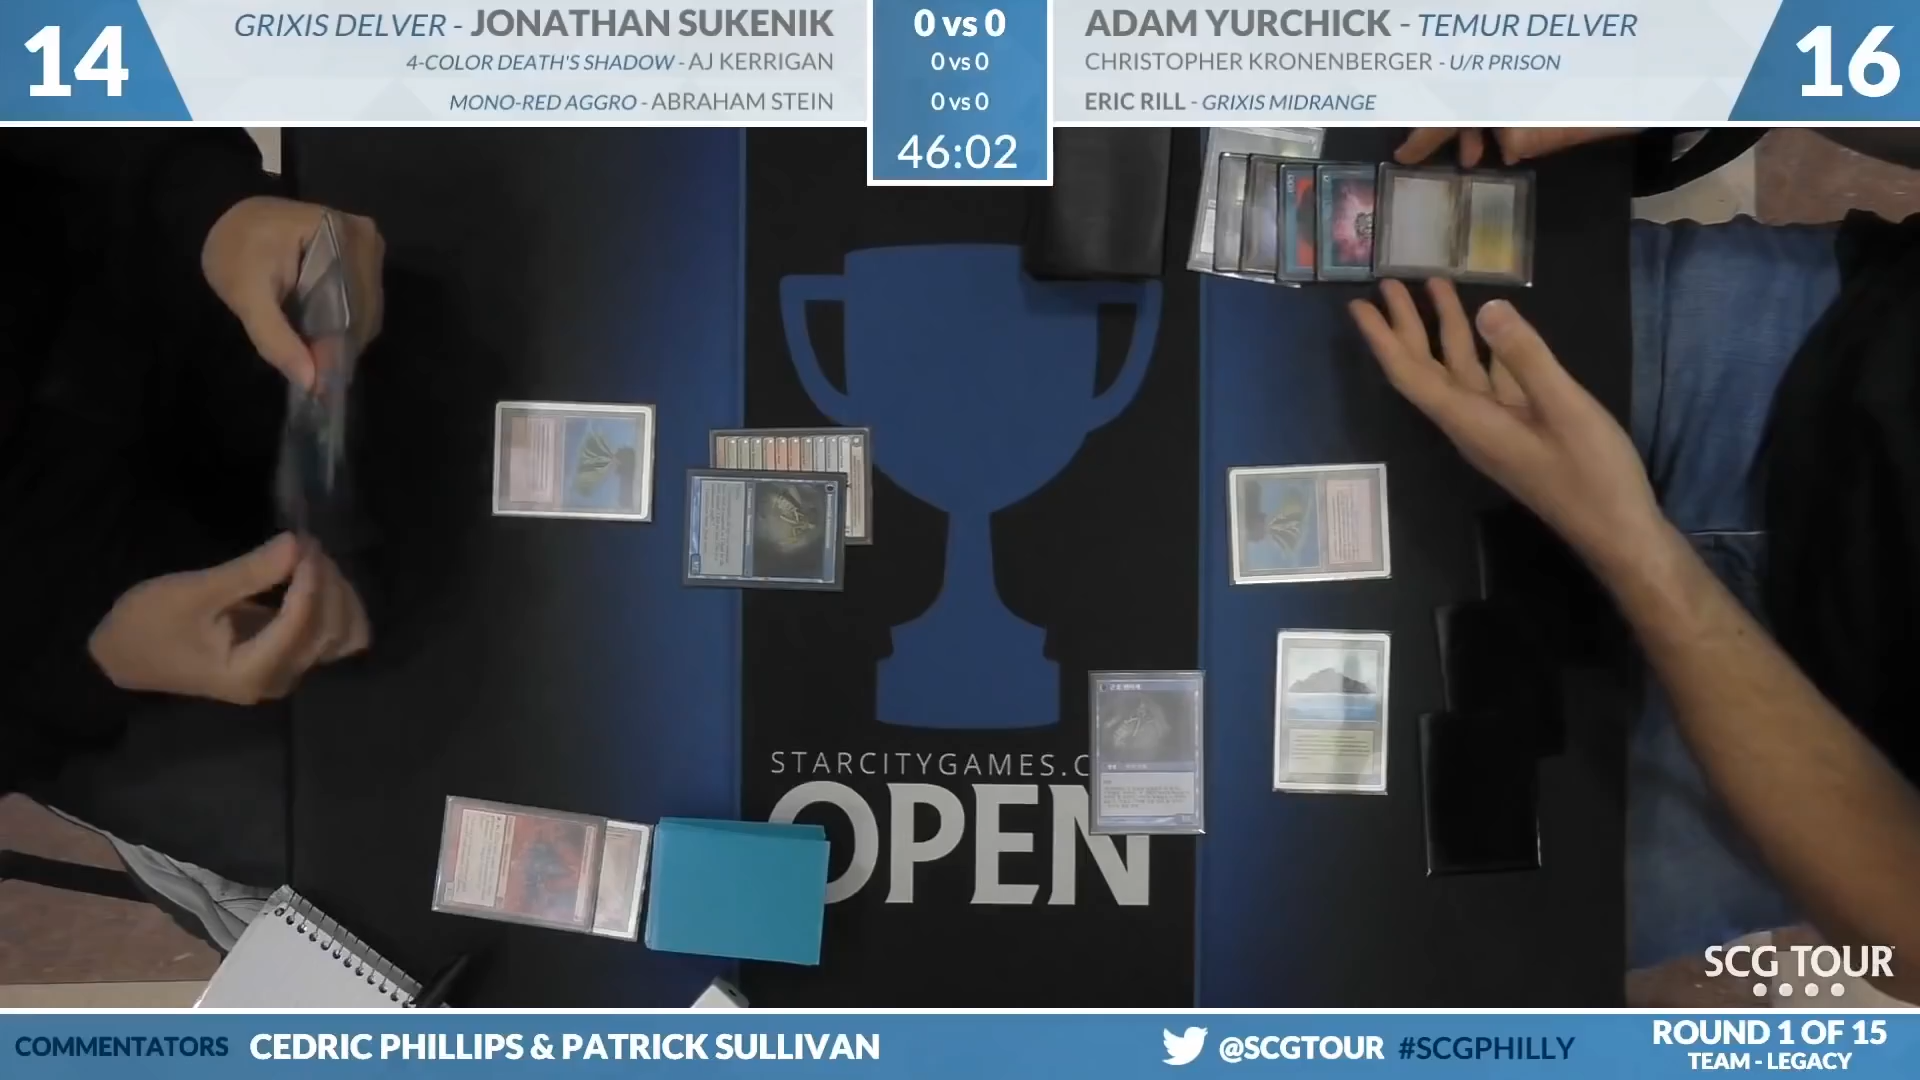 14
GRIXIS DELVER - JONATHAN SUKENIK
4-COLOR DEATH'S SHADOW - AJ KERRIGAN
MONO-RED AGGRO - ABRAHAM STEIN
0 vs 0
0 vs 0
0 vs 0
46:02
ADAM YURCHICK - TEMUR DELVER
CHRISTOPHER KRONENBERGER - U/R PRISON
ERIC RILL - GRIXIS MIDRANGE
16
STARCITYGAMES.C
OPEN
SCG TOUR
COMMENTATORS CEDRIC PHILLIPS & PATRICK SULLIVAN
@SCGTOUR #SCGPHILLY
ROUND 1 OF 15
TEAM - LEGACY